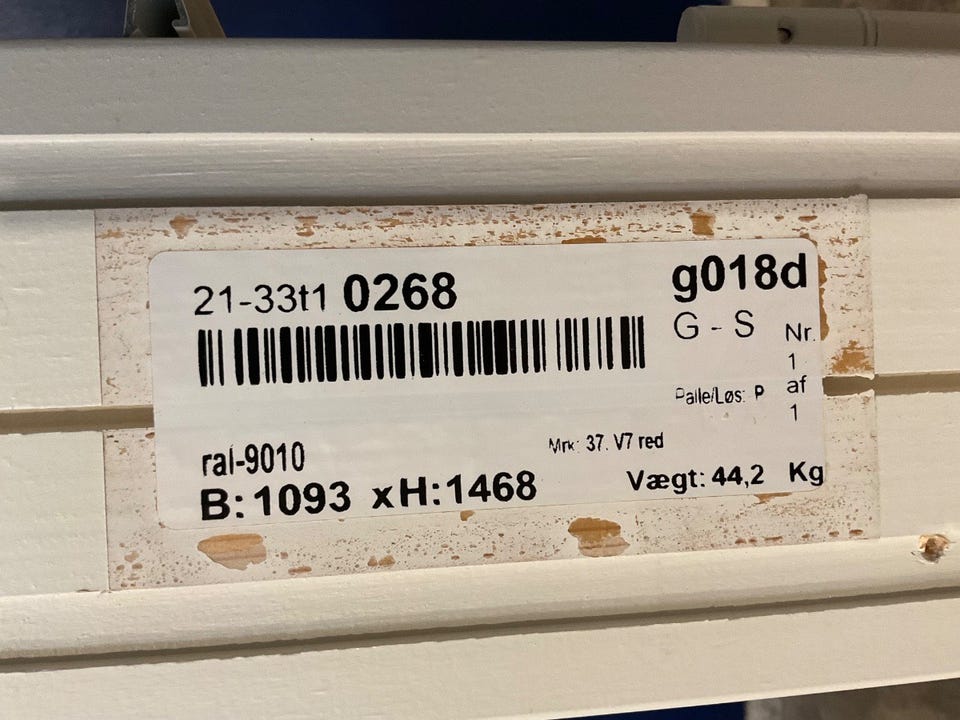 21-33t1 0268
g018d
G - S
Nr.
1
af
1
Palle/Løs: P
ral-9010
Mrk: 37. V7 red
B: 1093 xH:1468
Vægt: 44,2 Kg